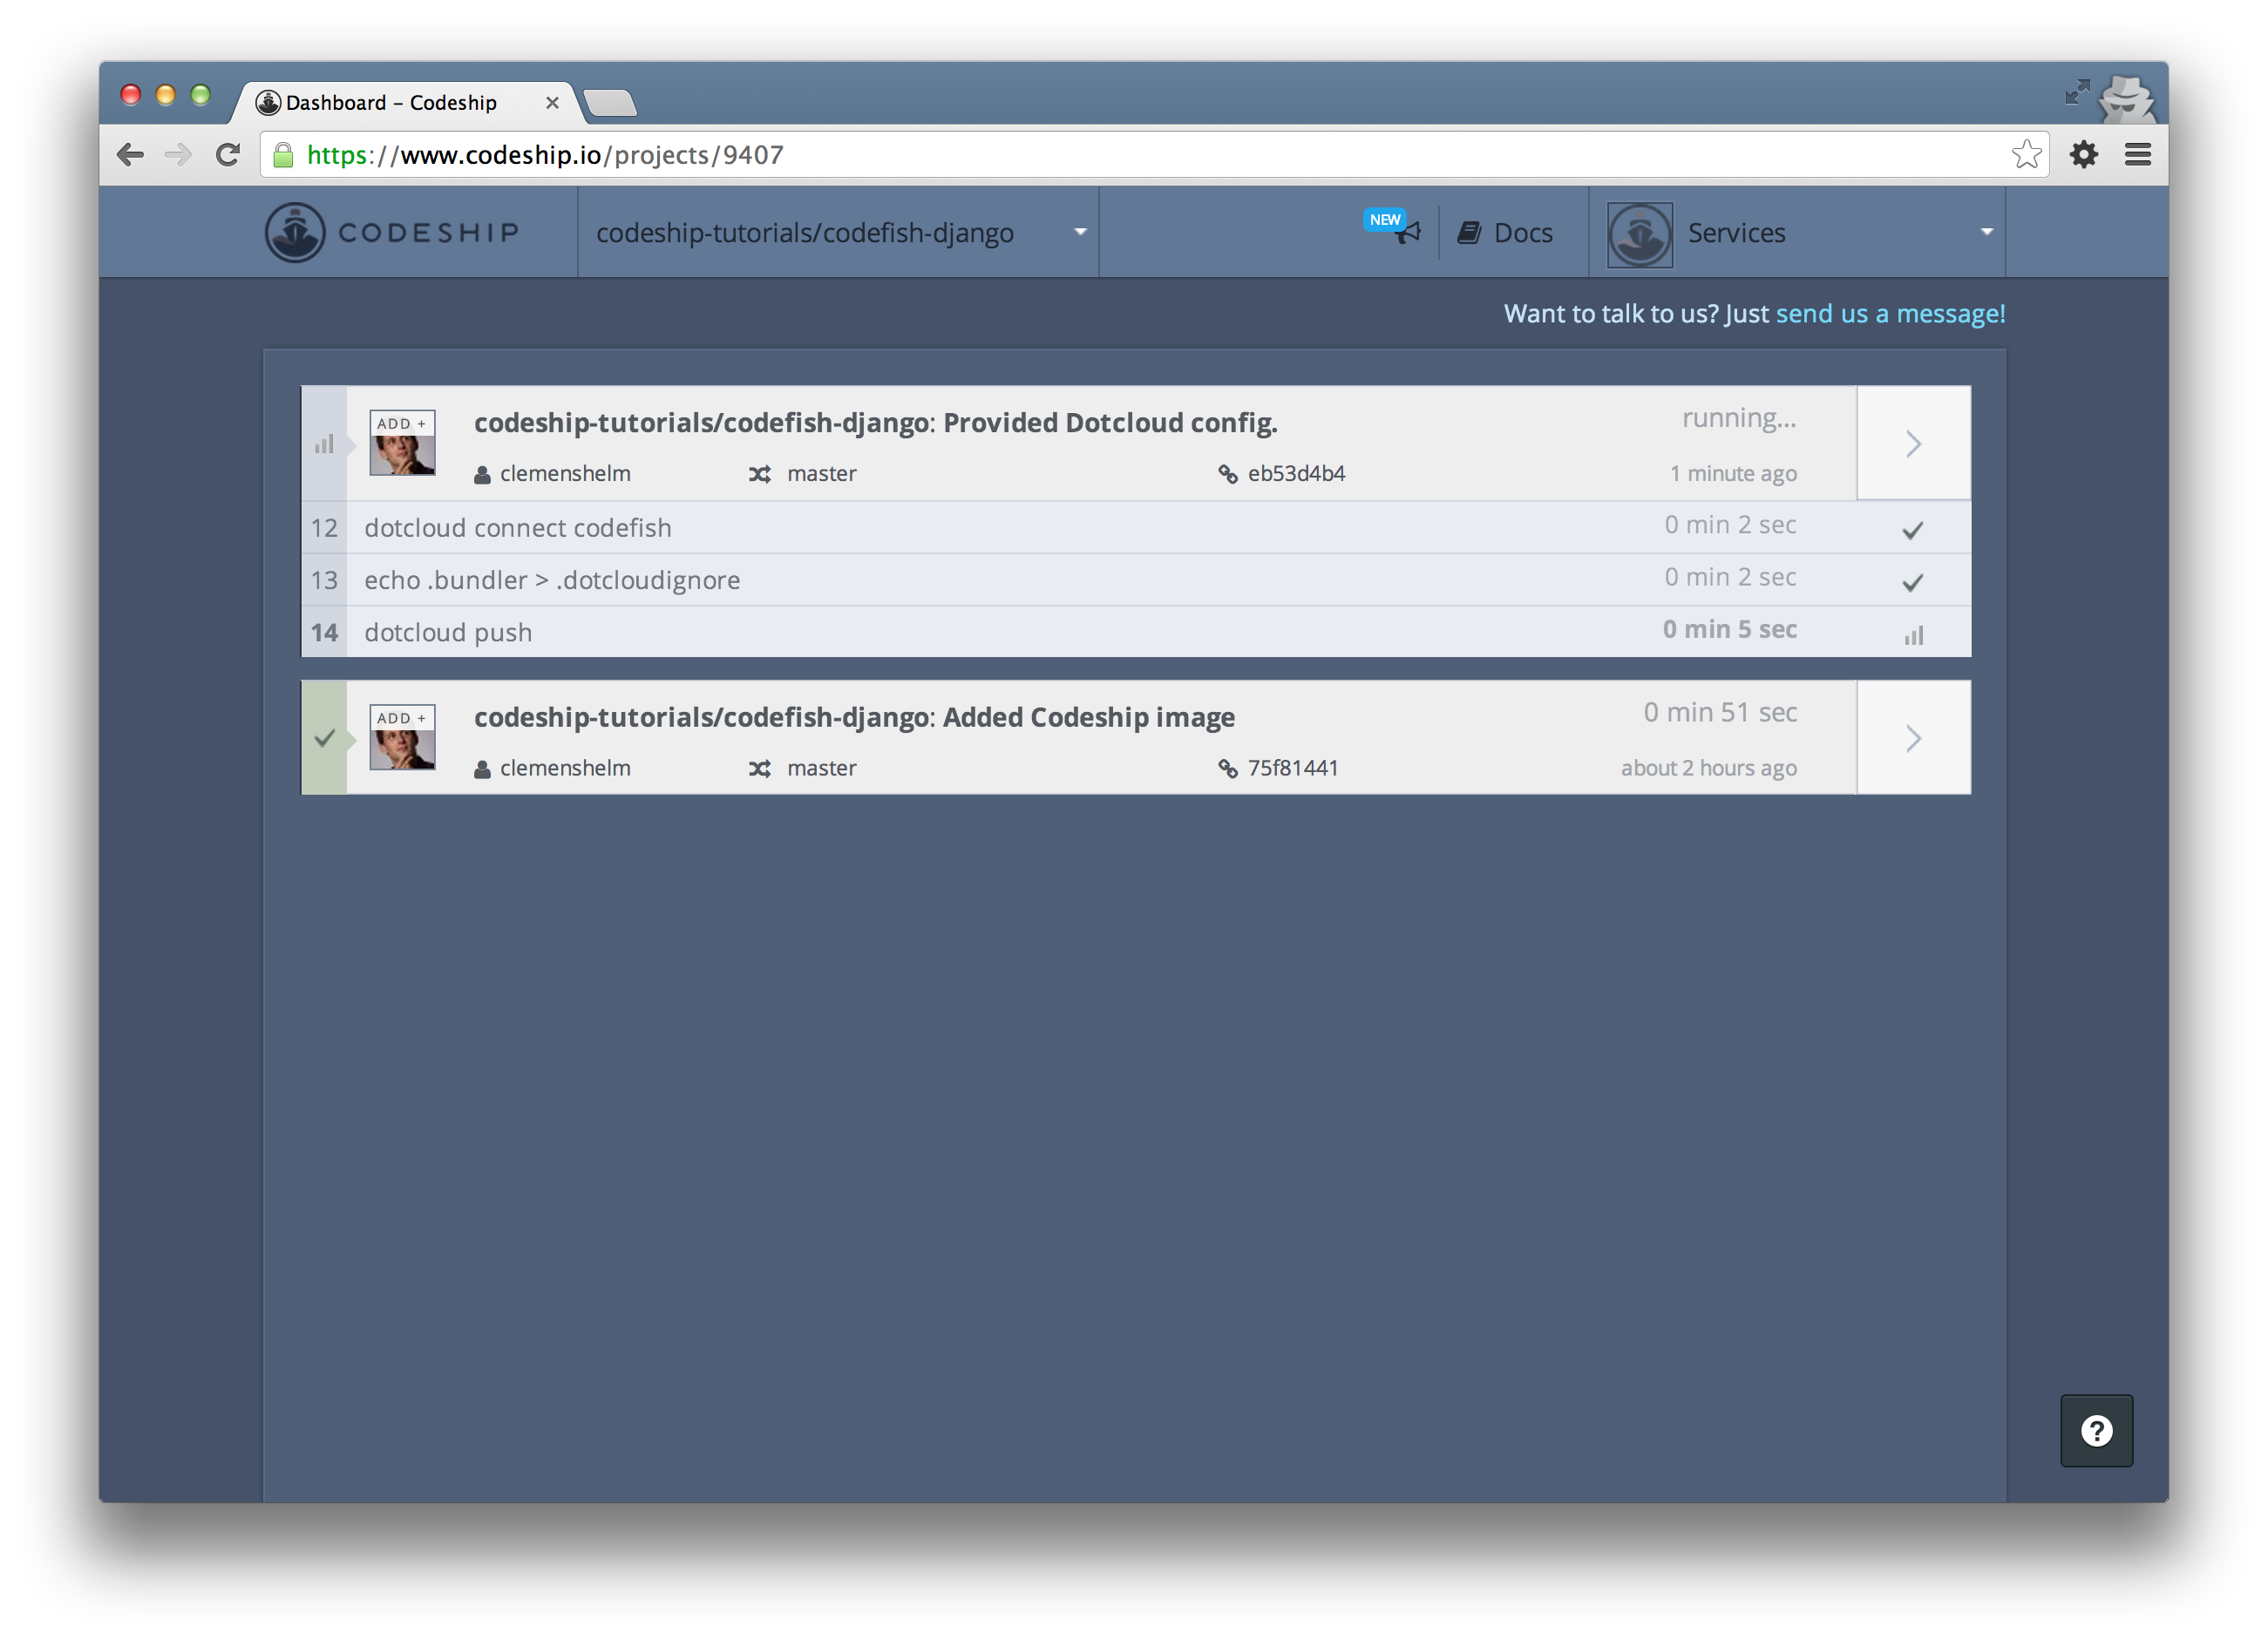 Dashboard – Codeship
https://www.codeship.io/projects/9407
CODESHIP
codeship-tutorials/codefish-django
NEW
Docs
Services
Want to talk to us? Just send us a message!
ADD +
codeship-tutorials/codefish-django: Provided Dotcloud config.
running...
clemenshelm
master
eb53d4b4
1 minute ago
12 dotcloud connect codefish 0 min 2 sec
13 echo .bundler > .dotcloudignore 0 min 2 sec
14 dotcloud push 0 min 5 sec
ADD +
codeship-tutorials/codefish-django: Added Codeship image
0 min 51 sec
clemenshelm
master
75f81441
about 2 hours ago
?